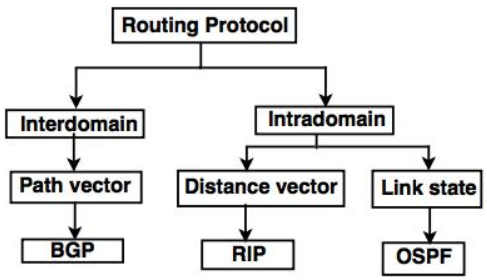 Routing Protocol
Interdomain
Intradomain
Path vector
Distance vector
Link state
BGP
RIP
OSPF